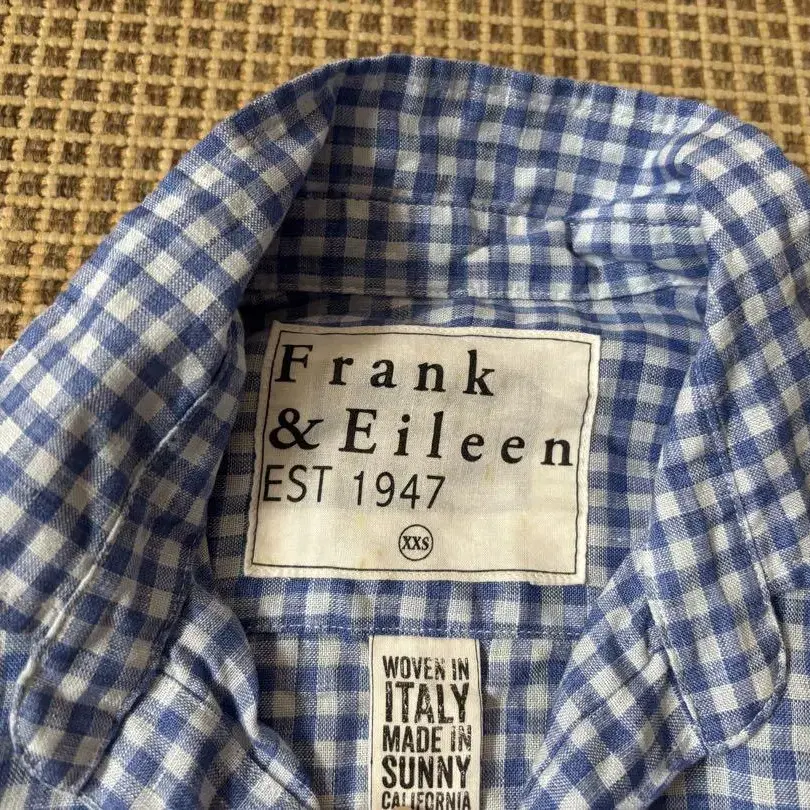 Frank
& Eileen
EST 1947
XXS
WOVEN IN
ITALY
MADE IN
SUNNY
CALIFORNIA